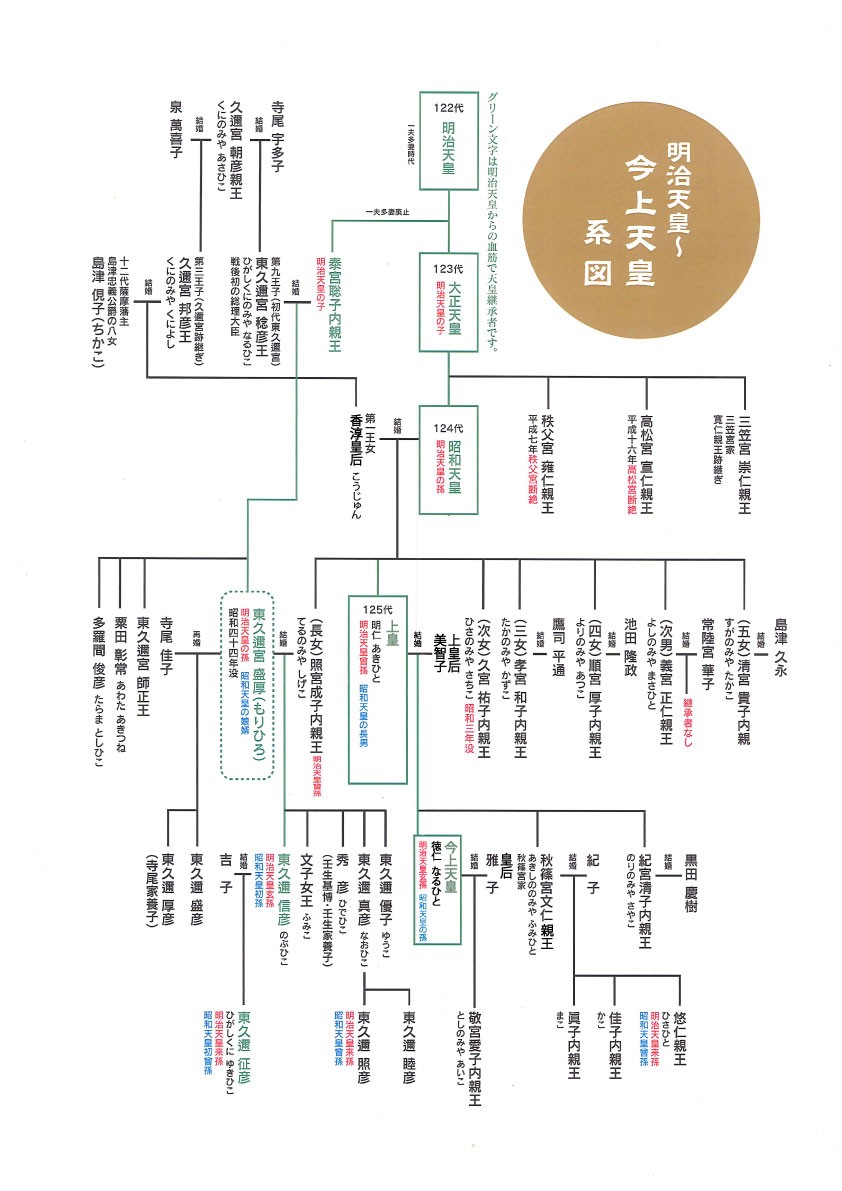 明治天皇～
今上天皇
系図
グリーン文字は明治天皇からの血筋で天皇継承者です。
122代
明治天皇
一夫多妻時代
一夫多妻廃止
寺尾 宇多子
結婚
久邇宮 朝彦親王
くにのみや あさひこ
結婚
泉 萬喜子
123代
大正天皇
明治天皇の子
泰宮聡子内親王
明治天皇の子
結婚
第九王子(初代東久邇宮)
東久邇宮 稔彦王
ひがしくにのみや なるひこ
戦後初の総理大臣
第三王子(久邇宮跡継ぎ)
久邇宮 邦彦王
くにのみや くによし
結婚
十二代薩摩藩主
島津忠義公爵の八女
島津 俔子(ちかこ)
三笠宮 崇仁親王
三笠宮家
寛仁親王跡継ぎ
高松宮 宣仁親王
平成十六年高松宮断絶
秩父宮 雍仁親王
平成七年秩父宮断絶
124代
昭和天皇
明治天皇の孫
結婚
第一王女
香淳皇后 こうじゅん
島津 久永
結婚
(五女)清宮 貴子内親
すがのみや たかこ
常陸宮 華子
結婚
継承者なし
(次男)義宮 正仁親王
よしのみや まさひと
池田 隆政
結婚
(四女)順宮 厚子内親王
よりのみや あつこ
鷹司 平通
結婚
(三女)孝宮 和子内親王
たかのみや かずこ
(次女)久宮 祐子内親王
ひさのみや さちこ 昭和三年没
上皇后
美智子
結婚
125代
上皇
明仁 あきひと
明治天皇曾孫 昭和天皇の長男
(長女)照宮成子内親王 明治天皇曾孫
てるのみや しげこ
結婚
東久邇宮 盛厚(もりひろ)
明治天皇の孫 昭和天皇の娘婿
昭和四十四年没
再婚
寺尾 佳子
東久邇宮 師正王
粟田 彰常 あわた あきつね
多羅間 俊彦 たらま としひこ
黒田 慶樹
結婚
紀宮清子内親王
のりのみや さやこ
紀子
結婚
秋篠宮文仁親王
あきしののみや ふみひと
秋篠宮家
皇后
雅子
結婚
今上天皇
徳仁 なるひと
明治天皇玄孫 昭和天皇の孫
東久邇 優子 ゆうこ
東久邇 真彦 なおひこ
秀彦 ひでひこ
(壬生基博・壬生家養子)
文子女王 ふみこ
東久邇 信彦 のぶひこ
明治天皇玄孫
昭和天皇初孫
結婚
吉子
東久邇 盛彦
東久邇 厚彦
(寺尾家養子)
悠仁親王
ひさひと
明治天皇来孫
昭和天皇曾孫
佳子内親王
かこ
眞子内親王
まこ
敬宮愛子内親王
としのみや あいこ
東久邇 睦彦
東久邇 照彦
明治天皇来孫
昭和天皇曾孫
東久邇 征彦
ひがしくに ゆきひこ
明治天皇来孫
昭和天皇初曾孫